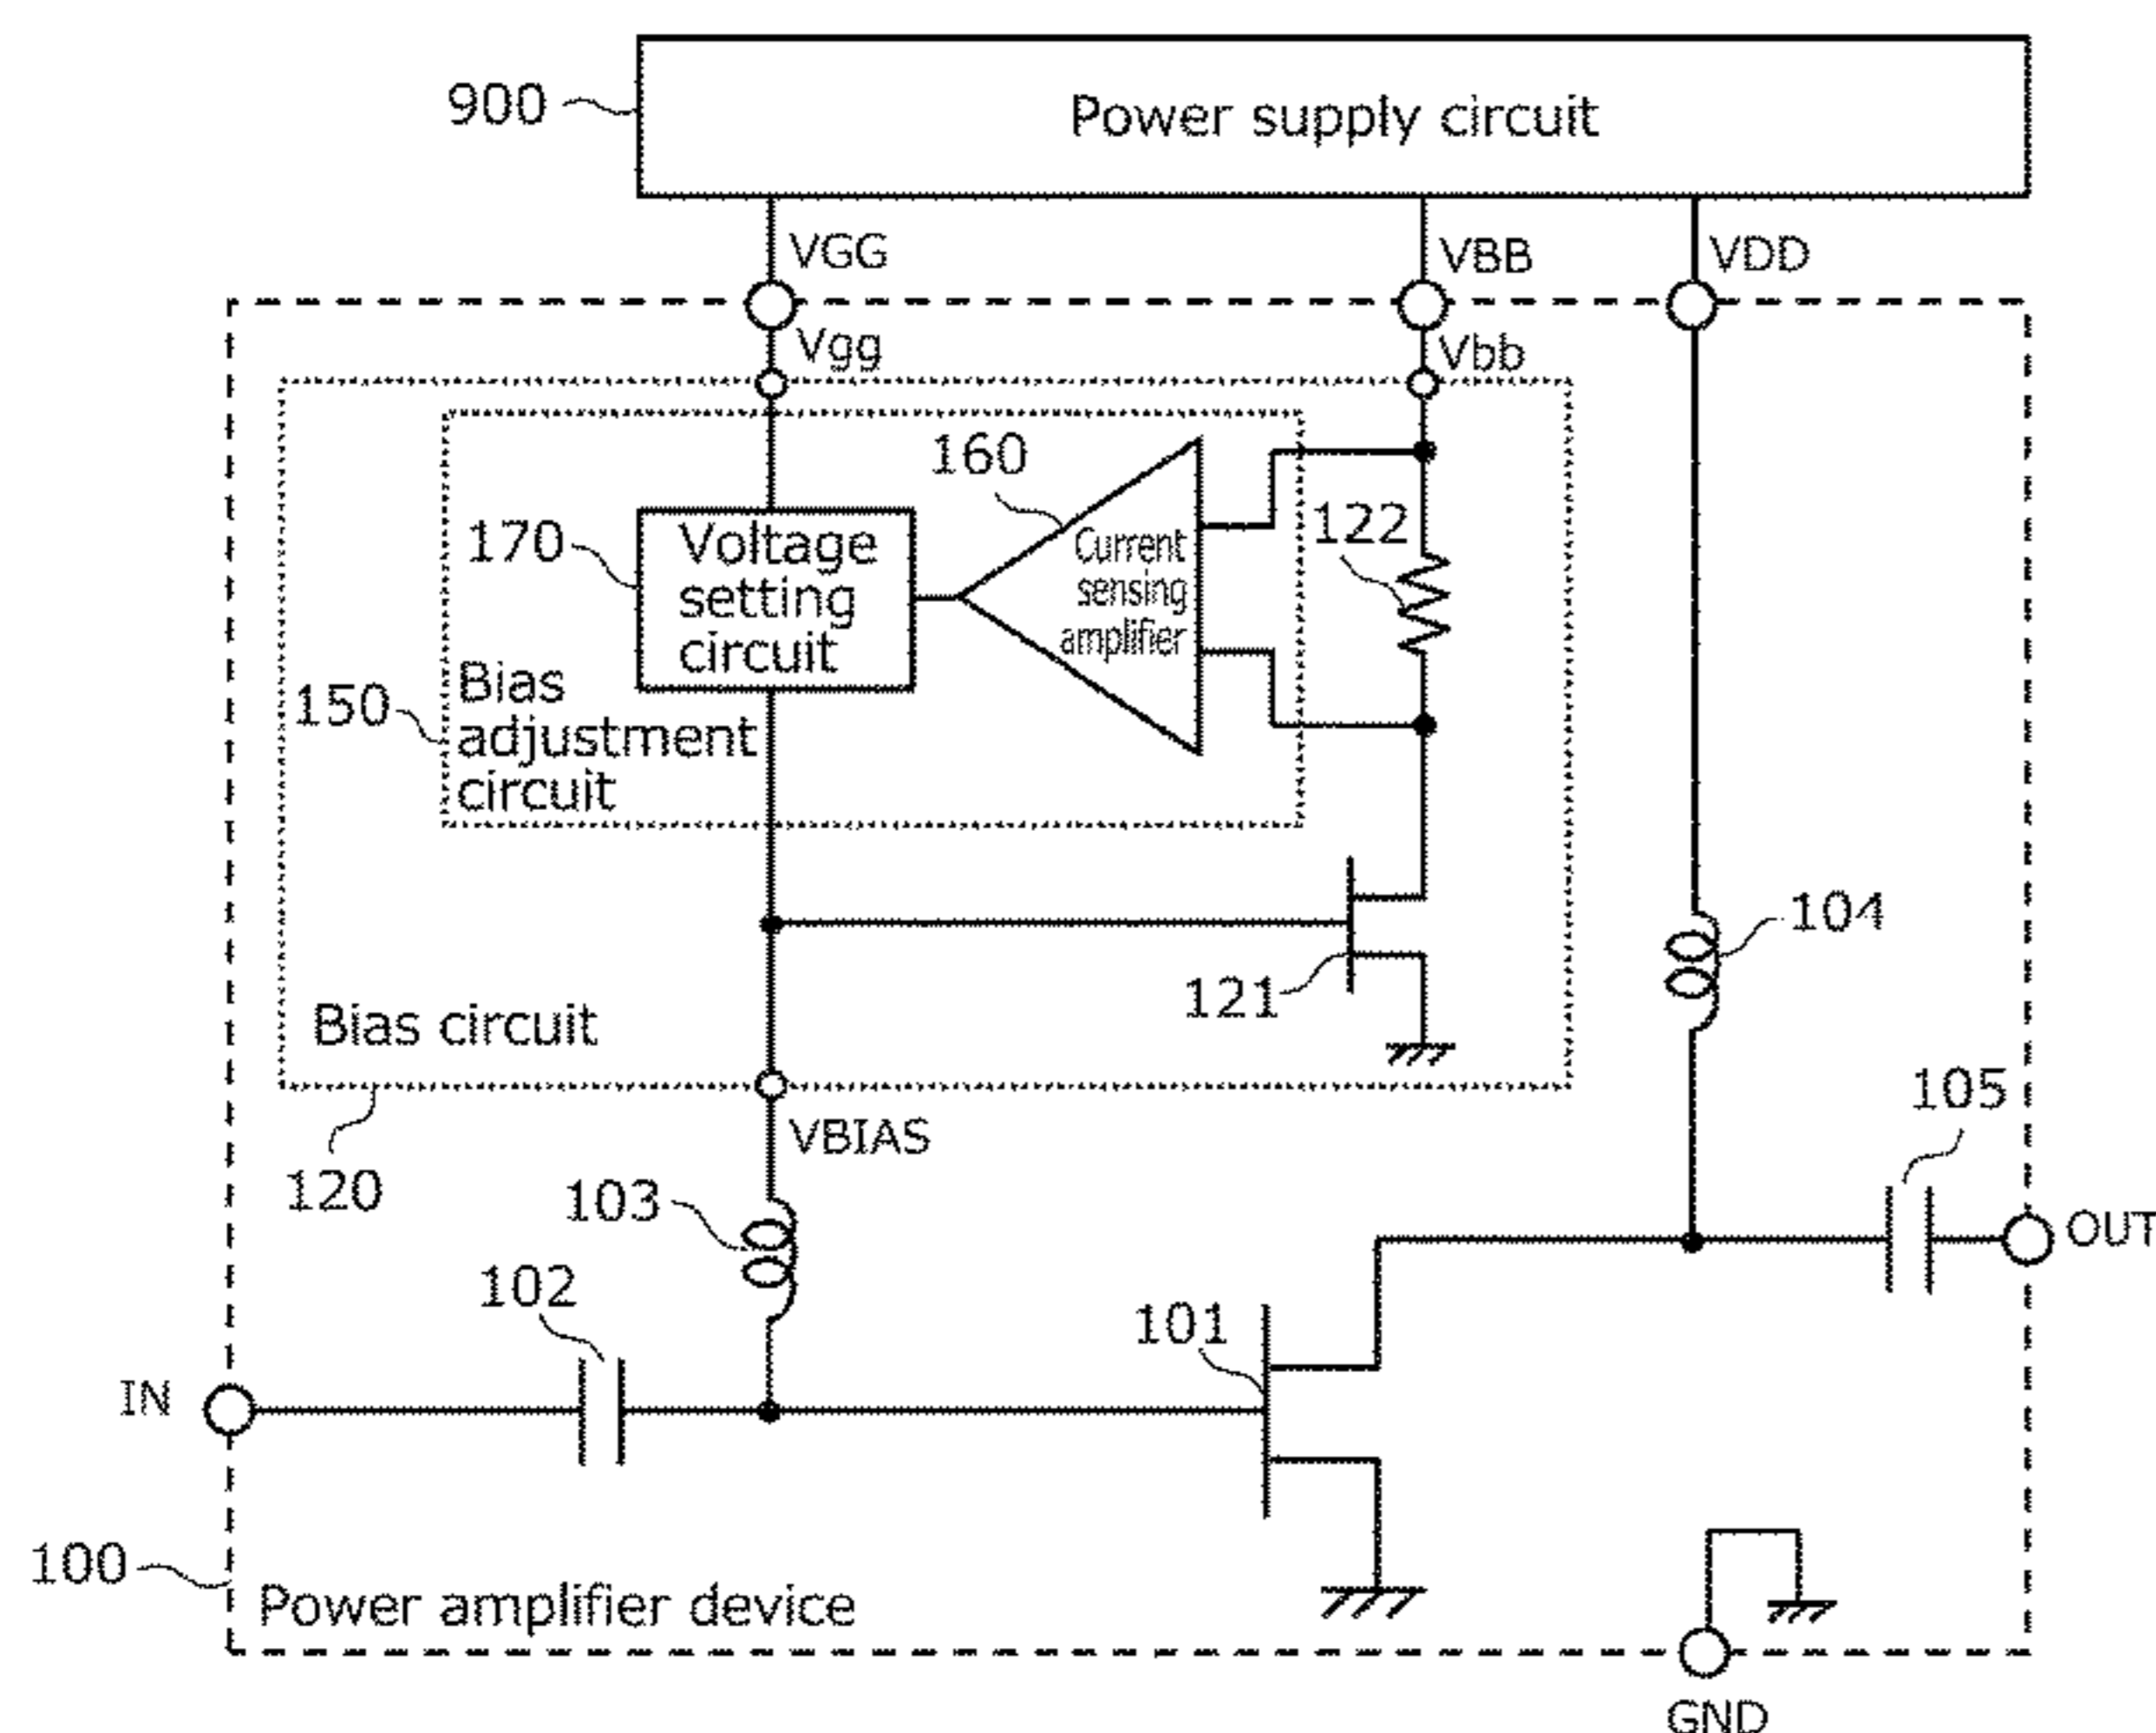 900
Power supply circuit
VGG
VBB
VDD
Vgg
Vbb
160
122
170
Voltage
setting
circuit
Current
sensing
amplifier
150
Bias
adjustment
circuit
104
121
Bias circuit
105
VBIAS
120
103
OUT
102
101
IN
100
Power amplifier device
GND